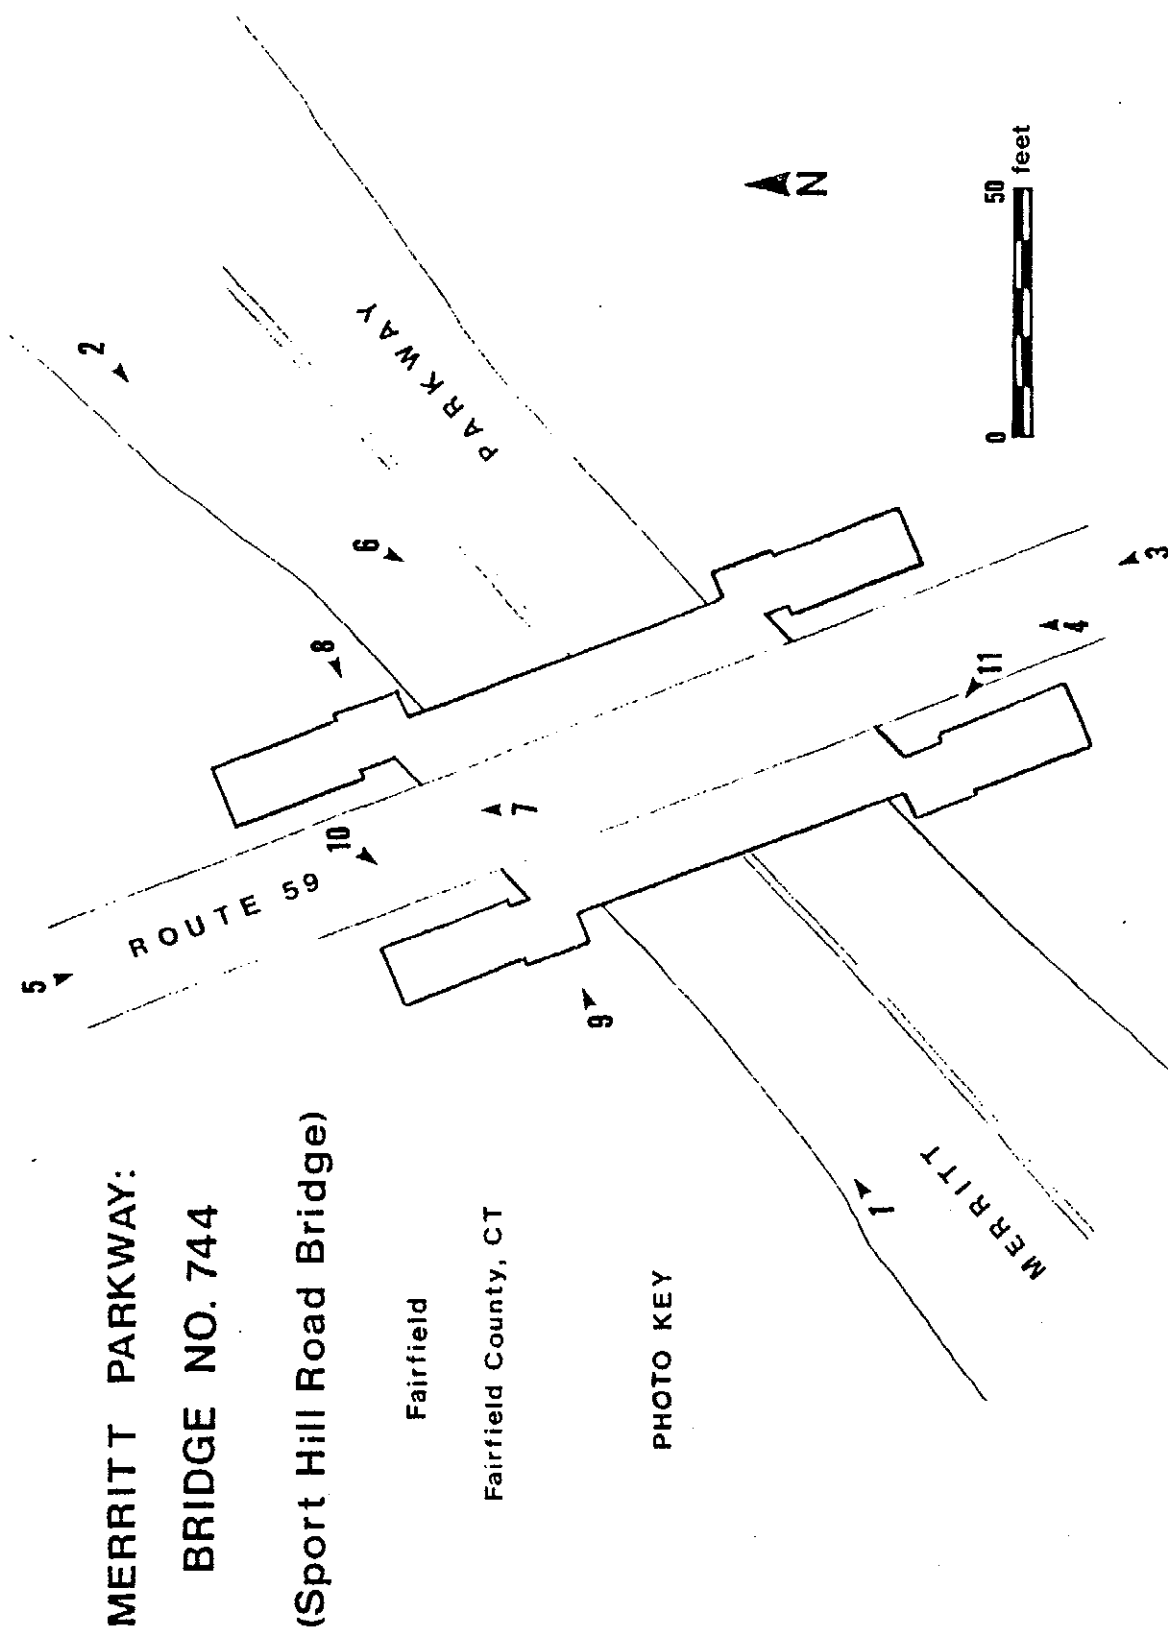 MERRITT PARKWAY:
BRIDGE NO. 744
(Sport Hill Road Bridge)
Fairfield
Fairfield County, CT
PHOTO KEY
5
ROUTE 59
10
7
8
6
2
PARKWAY
9
1
MERRITT
11
4
3
N
0 50 feet